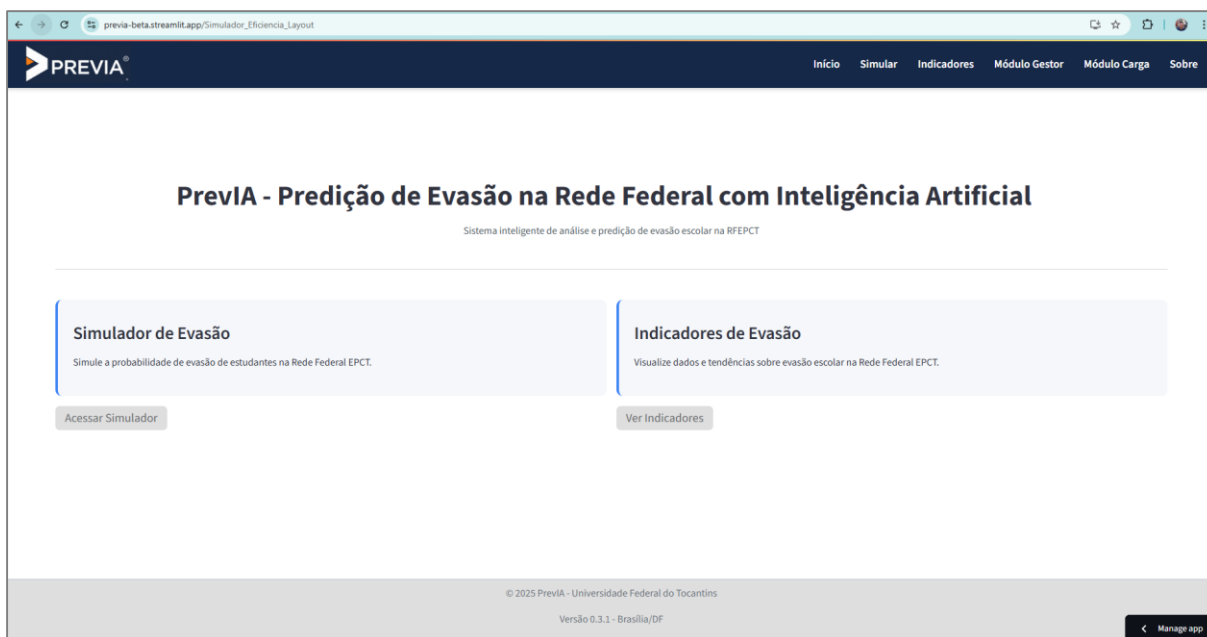 previa-beta.streamlit.app/Simulador_Eficiencia_Layout
PREVIA®
Início Simular Indicadores Módulo Gestor Módulo Carga Sobre
PrevIA - Predição de Evasão na Rede Federal com Inteligência Artificial
Sistema inteligente de análise e predição de evasão escolar na RFEPCT
Simulador de Evasão
Simule a probabilidade de evasão de estudantes na Rede Federal EPCT.
Acessar Simulador
Indicadores de Evasão
Visualize dados e tendências sobre evasão escolar na Rede Federal EPCT.
Ver Indicadores
© 2025 PrevIA - Universidade Federal do Tocantins
Versão 0.3.1 - Brasília/DF
Manage app